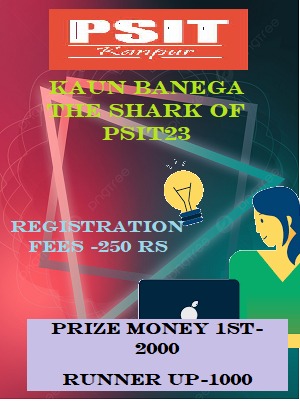 PSIT
Kanpur
KAUN BANEGA
THE SHARK OF
PSIT23
REGISTRATION
FEES -250 RS
PRIZE MONEY 1ST-
2000
RUNNER UP-1000